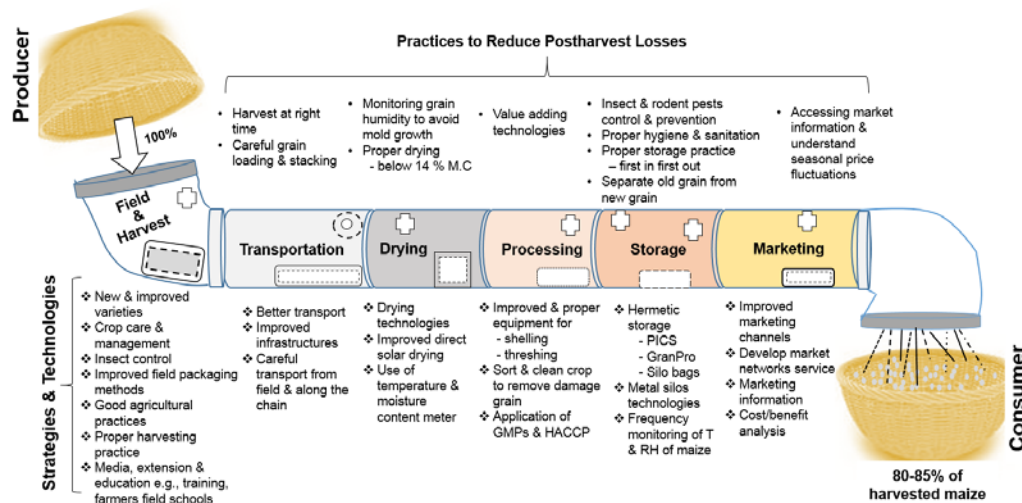 Practices to Reduce Postharvest Losses
Producer
100%
• Harvest at right
time
• Careful grain
loading & stacking
• Monitoring grain
humidity to avoid
mold growth
• Proper drying
- below 14 % M.C
• Value adding
technologies
• Insect & rodent pests
control & prevention
• Proper hygiene & sanitation
• Proper storage practice
– first in first out
• Separate old grain from
new grain
• Accessing market
information &
understand
seasonal price
fluctuations
Field
&
Harvest
Transportation
Drying
Processing
Storage
Marketing
Strategies & Technologies
❖ New & improved
varieties
❖ Crop care &
management
❖ Insect control
❖ Improved field packaging
methods
❖ Good agricultural
practices
❖ Proper harvesting
practice
❖ Media, extension &
education e.g., training,
farmers field schools
❖ Better transport
❖ Improved
infrastructures
❖ Careful
transport from
field & along the
chain
❖ Drying
technologies
❖ Improved direct
solar drying
❖ Use of
temperature &
moisture
content meter
❖ Improved & proper
equipment for
- shelling
- threshing
❖ Sort & clean crop
to remove damage
grain
❖ Application of
GMPs & HACCP
❖ Hermetic
storage
- PICS
- GranPro
- Silo bags
❖ Metal silos
technologies
❖ Frequency
monitoring of T
& RH of maize
❖ Improved
marketing
channels
❖ Develop market
networks service
❖ Marketing
information
❖ Cost/benefit
analysis
Consumer
80-85% of
harvested maize